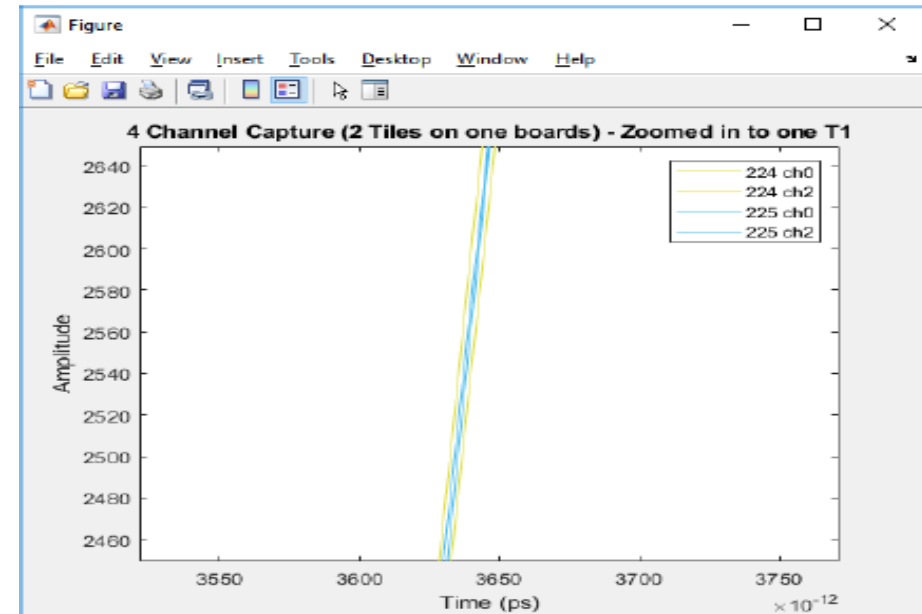 Figure
File Edit View Insert Tools Desktop Window Help
4 Channel Capture (2 Tiles on one boards) - Zoomed in to one T1
224 ch0
224 ch2
225 ch0
225 ch2
2640
2620
2600
2580
2560
2540
2520
2500
2480
2460
Amplitude
3550 3600 3650 3700 3750
Time (ps)
×10⁻¹²